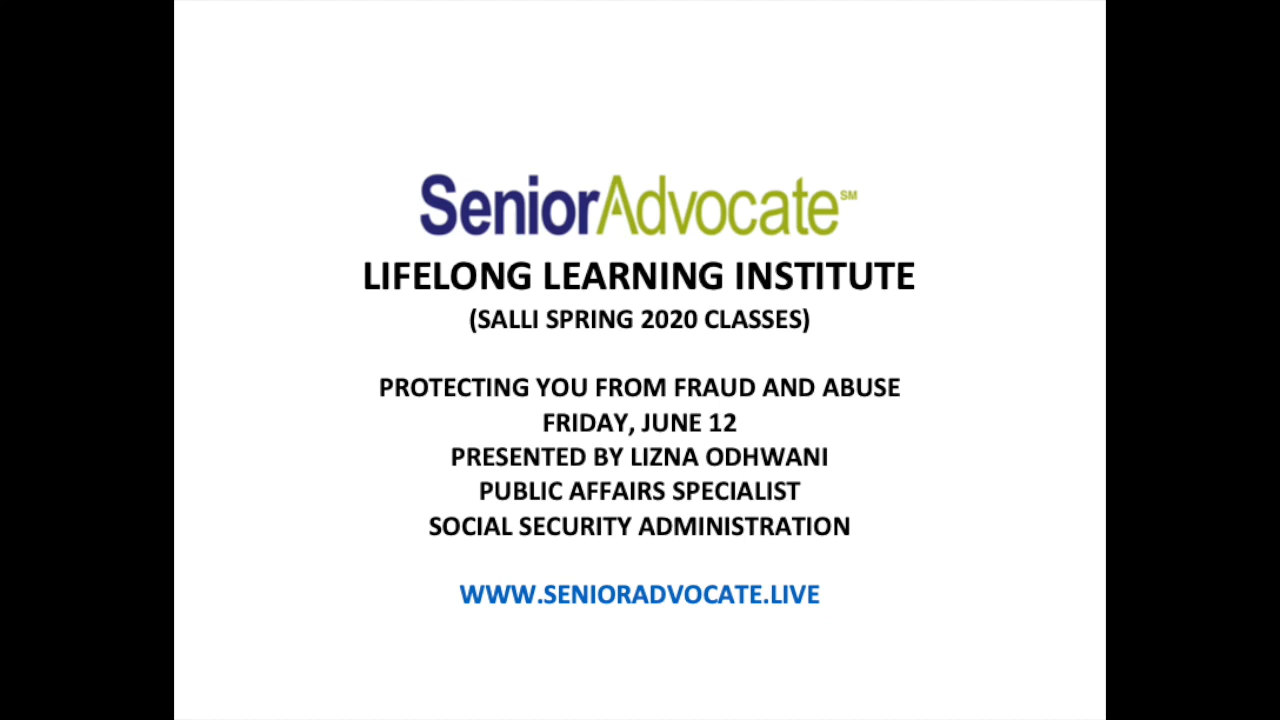 SeniorAdvocate℠
LIFELONG LEARNING INSTITUTE
(SALLI SPRING 2020 CLASSES)
PROTECTING YOU FROM FRAUD AND ABUSE
FRIDAY, JUNE 12
PRESENTED BY LIZNA ODHWANI
PUBLIC AFFAIRS SPECIALIST
SOCIAL SECURITY ADMINISTRATION
WWW.SENIORADVOCATE.LIVE